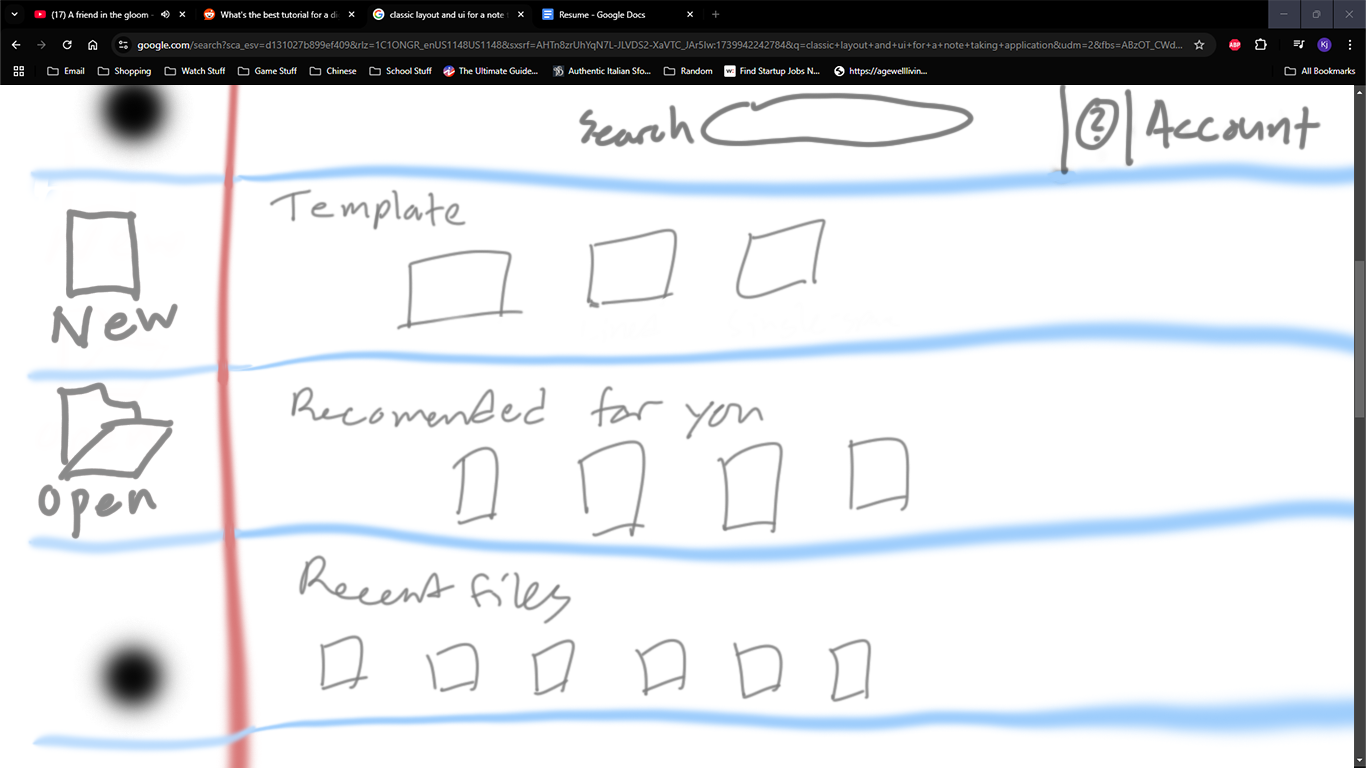 (17) A friend in the gloom - What's the best tutorial for a di classic layout and ui for a note t Resume - Google Docs
google.com/search?sca_esv=d131027b899ef409&rlz=1C1ONGR_enUS1148US1148&sxsrf=AHTn8zrUhYqN7L-JLVDS2-XaVTC_JAr5Iw:1739942242784&q=classic+layout+and+ui+for+a+note+taking+application&udm=2&fbs=ABzOT_CWd... ABP Kj
Email Shopping Watch Stuff Game Stuff Chinese School Stuff The Ultimate Guide... Authentic Italian Sfo... Random Find Startup Jobs N... https://agewelllivin... All Bookmarks
Search ? Account
Template
New
Recomended for you
Open
Recent files